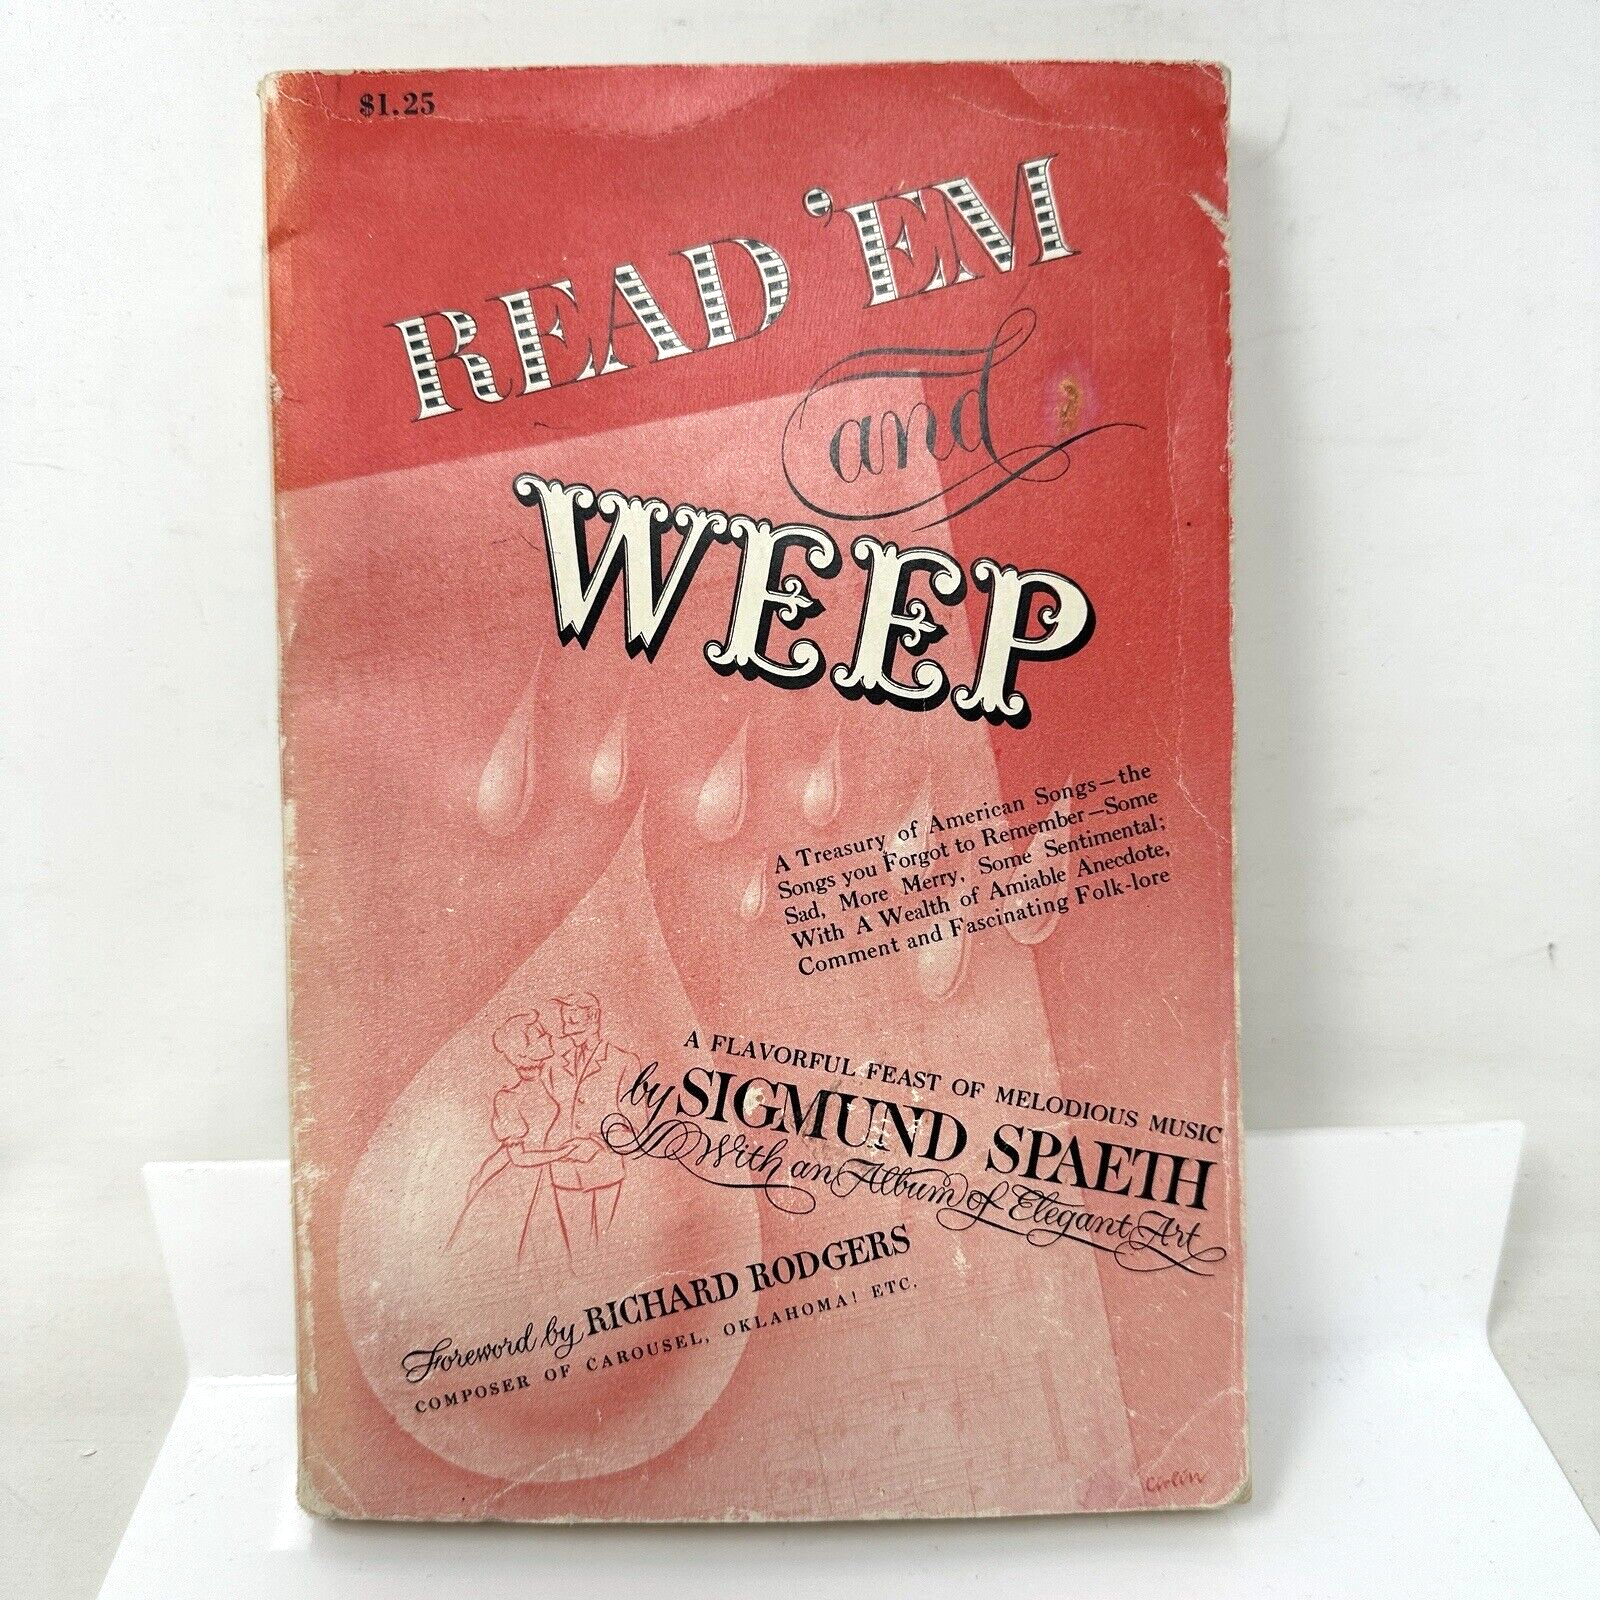 $1.25
READ 'EM
and
WEEP
A Treasury of American Songs—the
Songs you Forgot to Remember—Some
Sad, More Merry, Some Sentimental;
With A Wealth of Amiable Anecdote,
Comment and Fascinating Folk-lore
A FLAVORFUL FEAST OF MELODIOUS MUSIC
by SIGMUND SPAETH
With an Album of Elegant Art
Foreword by RICHARD RODGERS
COMPOSER OF CAROUSEL, OKLAHOMA! ETC.